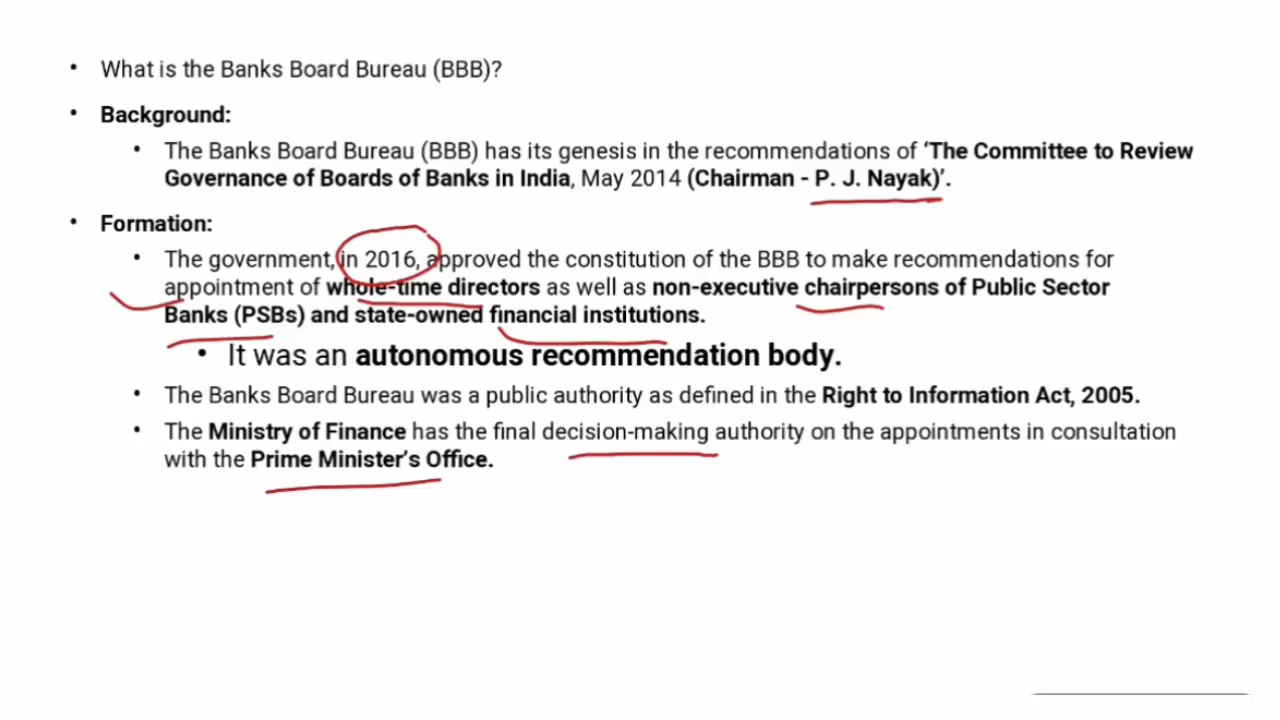 • What is the Banks Board Bureau (BBB)?
• Background:
• The Banks Board Bureau (BBB) has its genesis in the recommendations of ‘The Committee to Review
Governance of Boards of Banks in India, May 2014 (Chairman - P. J. Nayak)’.
• Formation:
• The government, in 2016, approved the constitution of the BBB to make recommendations for
appointment of whole-time directors as well as non-executive chairpersons of Public Sector
Banks (PSBs) and state-owned financial institutions.
• It was an autonomous recommendation body.
• The Banks Board Bureau was a public authority as defined in the Right to Information Act, 2005.
• The Ministry of Finance has the final decision-making authority on the appointments in consultation
with the Prime Minister’s Office.